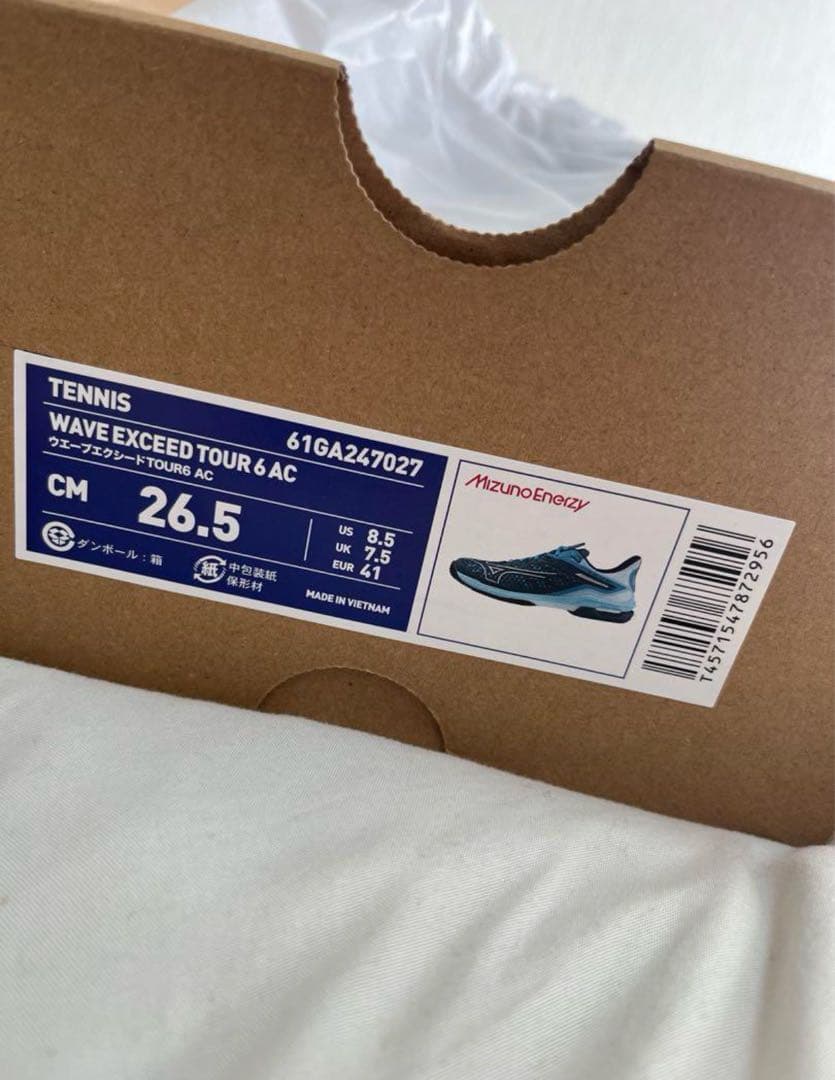 TENNIS
WAVE EXCEED TOUR 6 AC
61GA247027
ウエーブエクシードTOUR6 AC
CM 26.5
US 8.5
UK 7.5
EUR 41
ダンボール：箱
紙 中包装紙
保形材
MADE IN VIETNAM
Mizuno Enerzy
T4571547872956